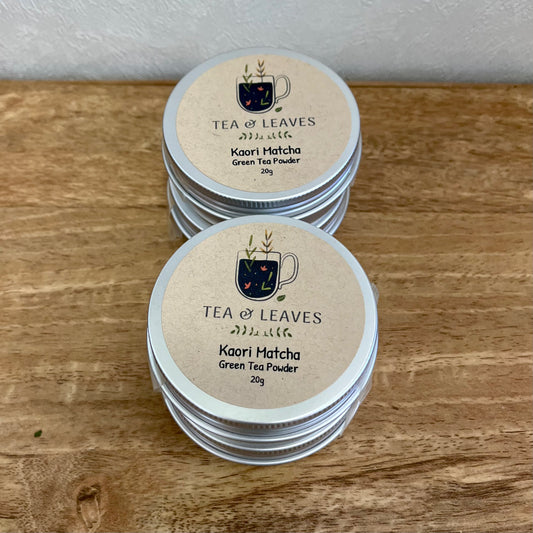 TEA & LEAVES
Kaori Matcha
Green Tea Powder
20g
TEA & LEAVES
Kaori Matcha
Green Tea Powder
20g